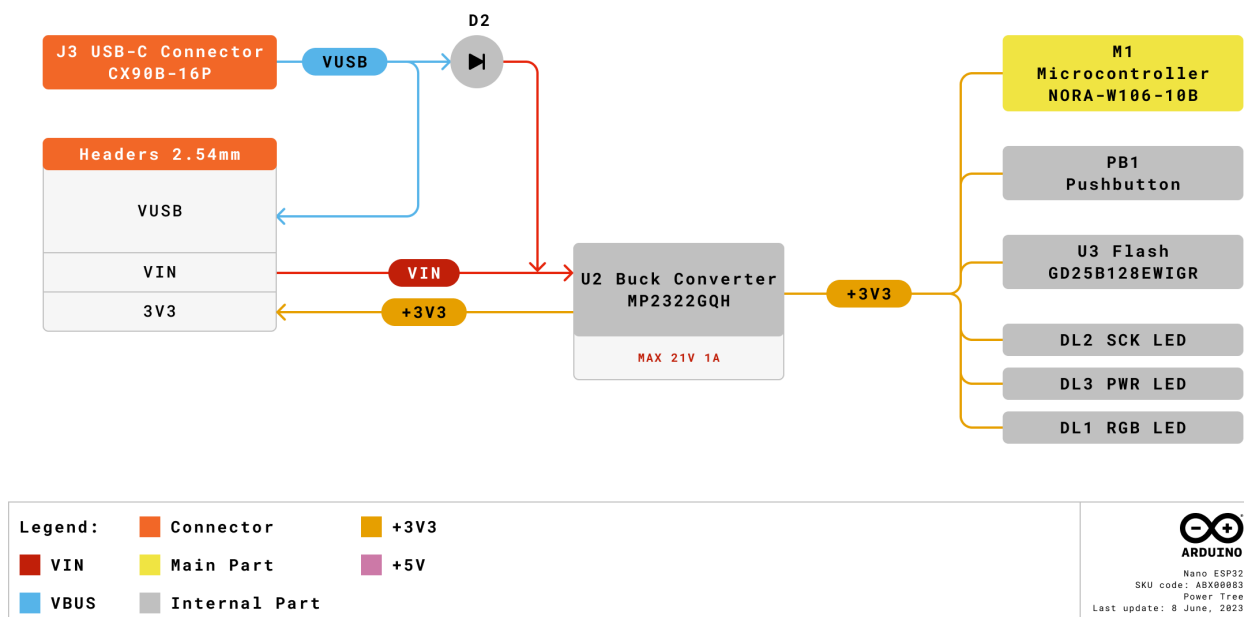 D2
J3 USB-C Connector
CX90B-16P
VUSB
Headers 2.54mm
VUSB
VIN
3V3
VIN
+3V3
U2 Buck Converter
MP2322GQH
MAX 21V 1A
+3V3
M1
Microcontroller
NORA-W106-10B
PB1
Pushbutton
U3 Flash
GD25B128EWIGR
DL2 SCK LED
DL3 PWR LED
DL1 RGB LED
Legend:
Connector
+3V3
VIN
Main Part
+5V
VBUS
Internal Part
ARDUINO
Nano ESP32
SKU code: ABX00083
Power Tree
Last update: 8 June, 2023